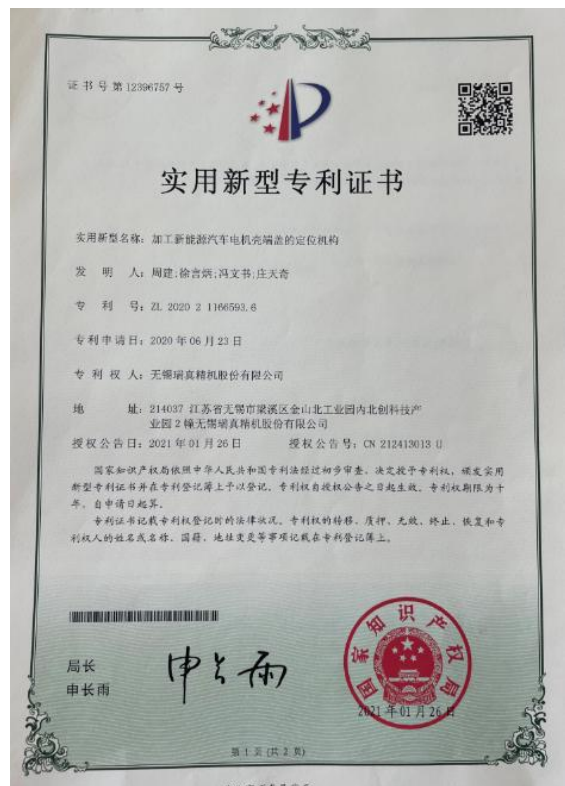 证书号第12396757号
实用新型专利证书
实用新型名称：加工新能源汽车电机壳端盖的定位机构
发明人：周建;徐言炳;冯文书;庄天奇
专利号：ZL 2020 2 1166593.6
专利申请日：2020年06月23日
专利权人：无锡瑞真精机股份有限公司
地址：214037 江苏省无锡市梁溪区金山北工业园内北创科技产
业园2幢无锡瑞真精机股份有限公司
授权公告日：2021年01月26日 授权公告号：CN 212413013 U
国家知识产权局依照中华人民共和国专利法经过初步审查，决定授予专利权，颁发实用
新型专利证书并在专利登记簿上予以登记。专利权自授权公告之日起生效。专利权期限为十
年，自申请日起算。
专利证书记载专利权登记时的法律状况。专利权的转移、质押、无效、终止、恢复和专
利权人的姓名或名称、国籍、地址变更等事项记载在专利登记簿上。
局长
申长雨
申长雨
国家知识产权局
2021年01月26日
第1页(共2页)